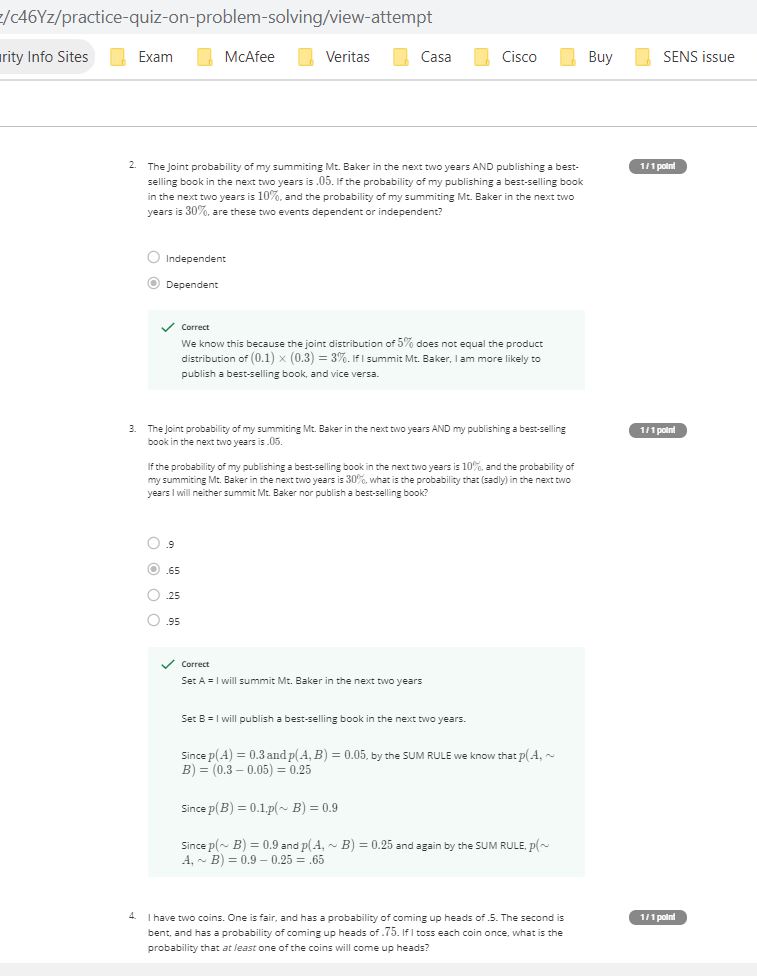 :/c46Yz/practice-quiz-on-problem-solving/view-attempt
rity Info Sites Exam McAfee Veritas Casa Cisco Buy SENS issue
2. The Joint probability of my summiting Mt. Baker in the next two years AND publishing a best-
selling book in the next two years is .05. If the probability of my publishing a best-selling book
in the next two years is 10%, and the probability of my summiting Mt. Baker in the next two
years is 30%, are these two events dependent or independent?
1 / 1 point
Independent
Dependent
Correct
We know this because the joint distribution of 5% does not equal the product
distribution of (0.1) × (0.3) = 3%. If I summit Mt. Baker, I am more likely to
publish a best-selling book, and vice versa.
3. The Joint probability of my summiting Mt. Baker in the next two years AND my publishing a best-selling
book in the next two years is .05.
1 / 1 point
If the probability of my publishing a best-selling book in the next two years is 10%, and the probability of
my summiting Mt. Baker in the next two years is 30%, what is the probability that (sadly) in the next two
years I will neither summit Mt. Baker nor publish a best-selling book?
.9
.65
.25
.95
Correct
Set A = I will summit Mt. Baker in the next two years
Set B = I will publish a best-selling book in the next two years.
Since p(A) = 0.3 and p(A, B) = 0.05, by the SUM RULE we know that p(A, ∼
B) = (0.3 − 0.05) = 0.25
Since p(B) = 0.1,p(∼ B) = 0.9
Since p(∼ B) = 0.9 and p(A, ∼ B) = 0.25 and again by the SUM RULE, p(∼
A, ∼ B) = 0.9 − 0.25 = .65
4. I have two coins. One is fair, and has a probability of coming up heads of .5. The second is
bent, and has a probability of coming up heads of .75. If I toss each coin once, what is the
probability that at least one of the coins will come up heads?
1 / 1 point